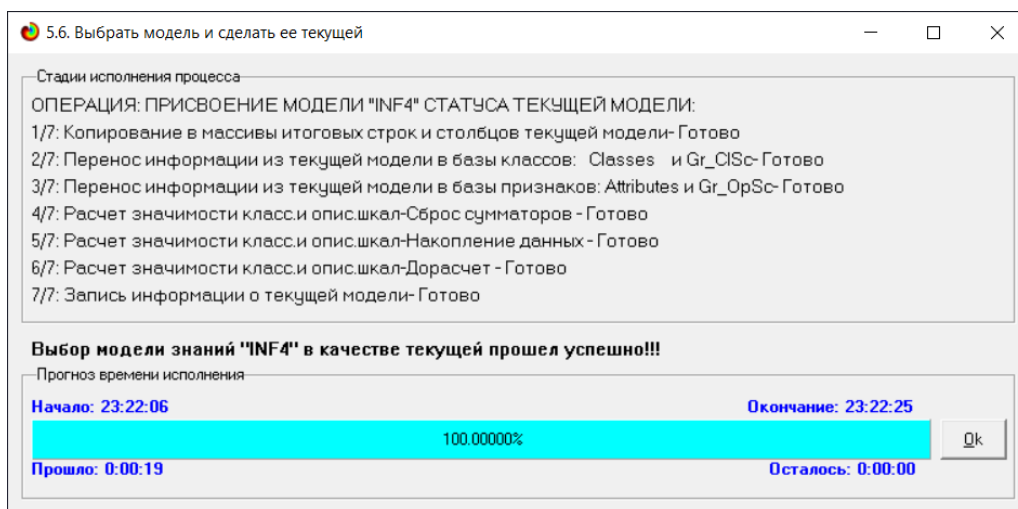 5.6. Выбрать модель и сделать ее текущей
Стадии исполнения процесса
ОПЕРАЦИЯ: ПРИСВОЕНИЕ МОДЕЛИ "INF4" СТАТУСА ТЕКУЩЕЙ МОДЕЛИ:
1/7: Копирование в массивы итоговых строк и столбцов текущей модели- Готово
2/7: Перенос информации из текущей модели в базы классов: Classes и Gr_ClSc- Готово
3/7: Перенос информации из текущей модели в базы признаков: Attributes и Gr_OpSc- Готово
4/7: Расчет значимости класс.и опис.шкал-Сброс сумматоров - Готово
5/7: Расчет значимости класс.и опис.шкал-Накопление данных - Готово
6/7: Расчет значимости класс.и опис.шкал-Дорасчет - Готово
7/7: Запись информации о текущей модели- Готово
Выбор модели знаний "INF4" в качестве текущей прошел успешно!!!
Прогноз времени исполнения
Начало: 23:22:06 Окончание: 23:22:25
100.00000% Ok
Прошло: 0:00:19 Осталось: 0:00:00